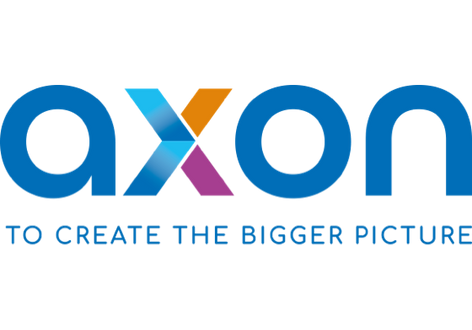 axon
TO CREATE THE BIGGER PICTURE